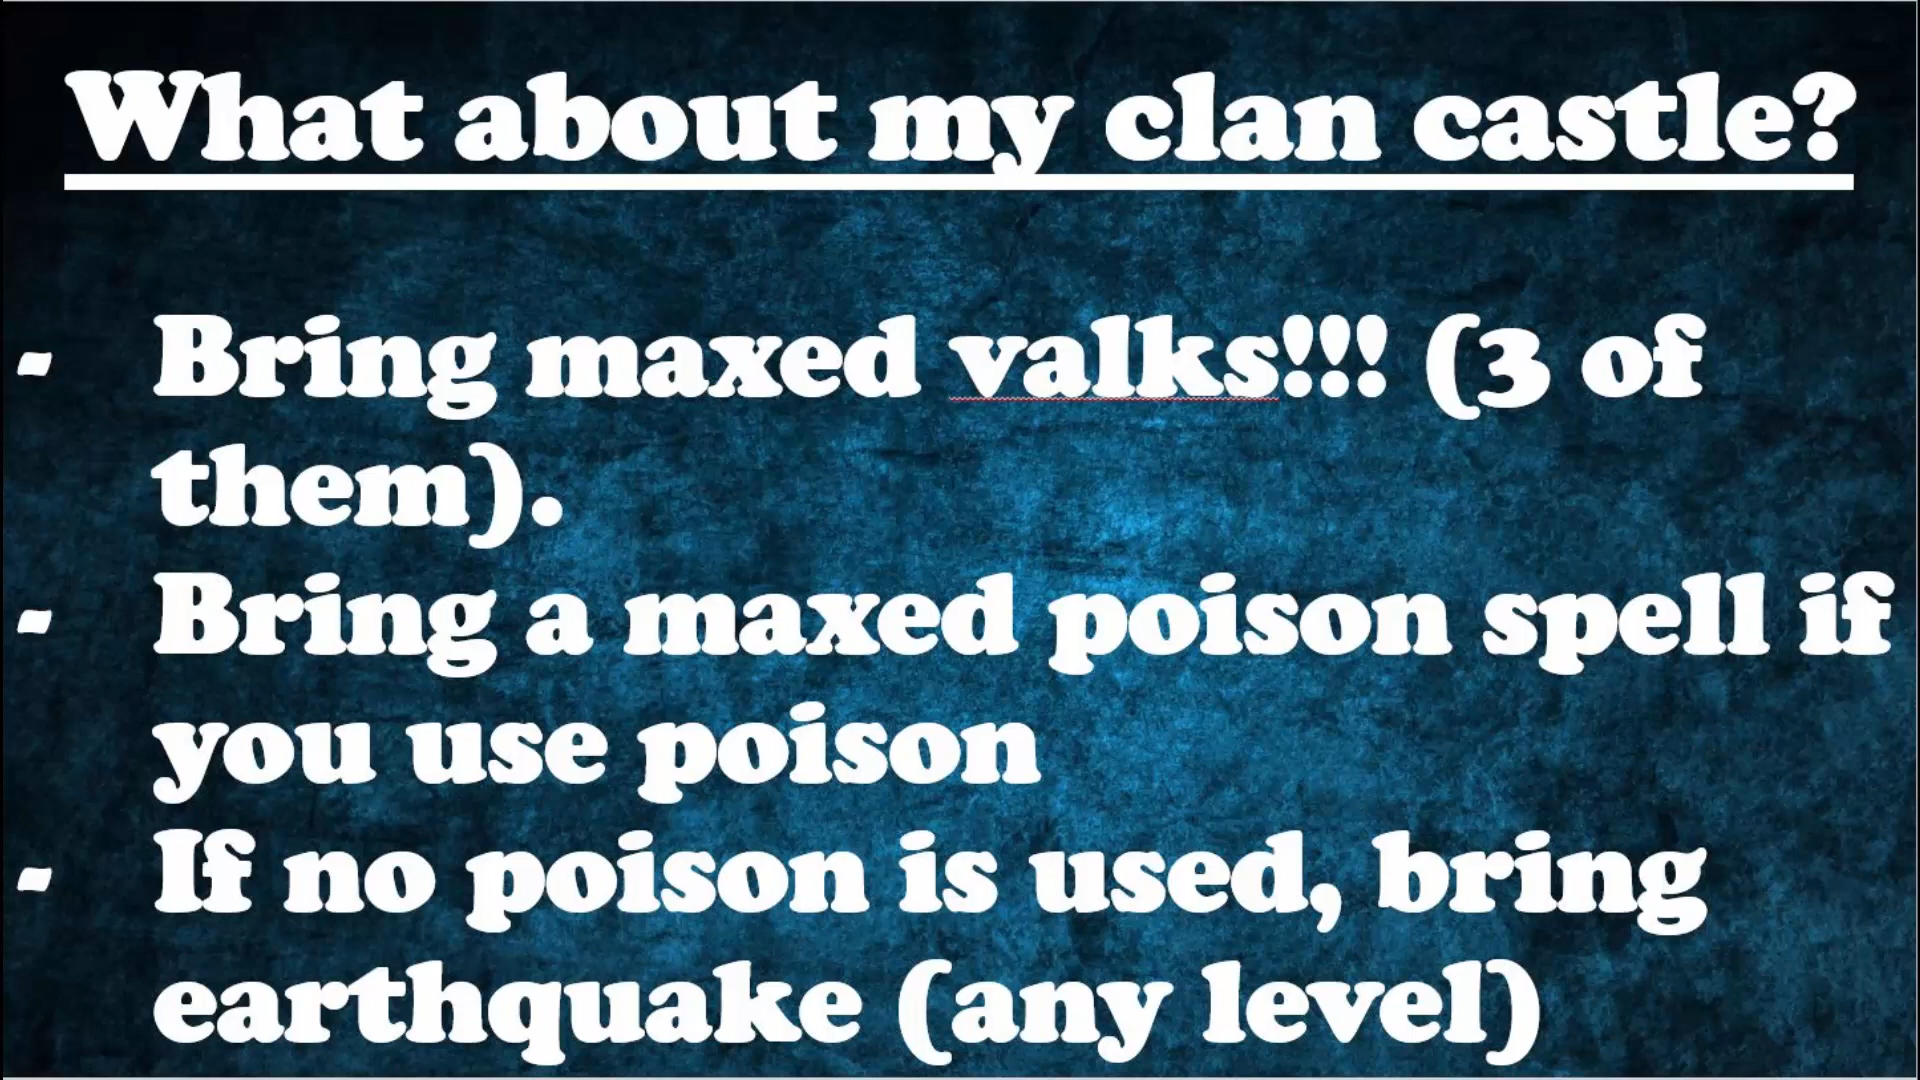 What about my clan castle?
- Bring maxed valks!!! (3 of
them).
- Bring a maxed poison spell if
you use poison
- If no poison is used, bring
earthquake (any level)